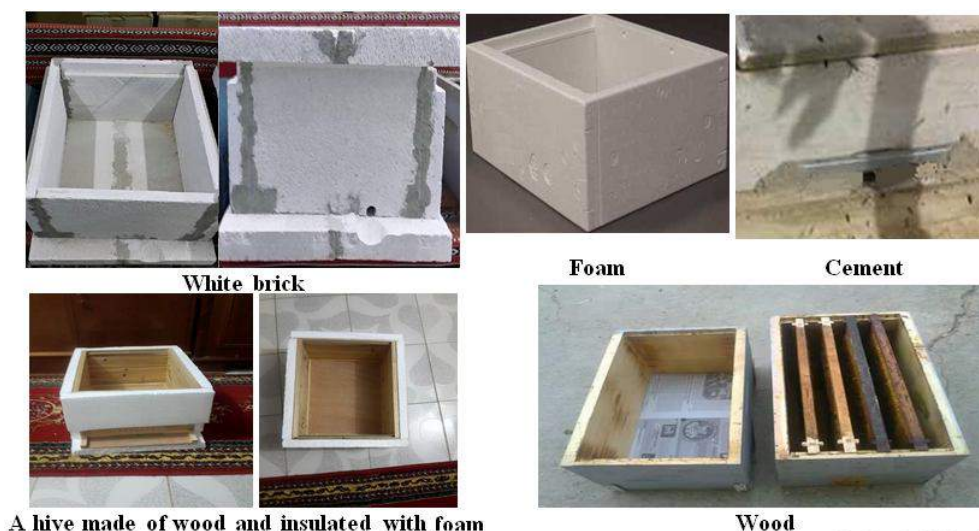 White brick
Foam
Cement
A hive made of wood and insulated with foam
Wood